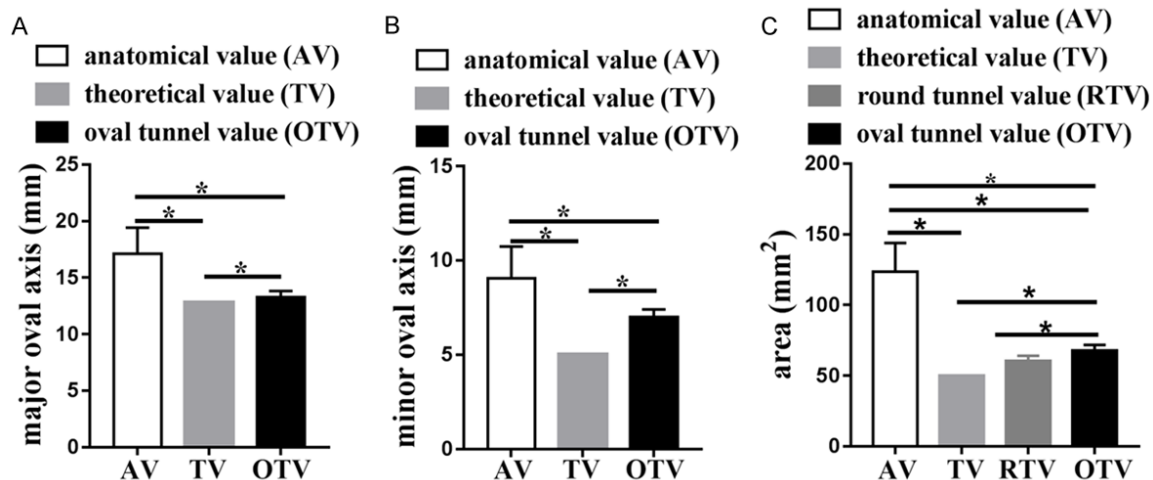 A
anatomical value (AV)
theoretical value (TV)
oval tunnel value (OTV)
major oval axis (mm)
25
20
15
10
5
0
*
*
*
AV TV OTV
B
anatomical value (AV)
theoretical value (TV)
oval tunnel value (OTV)
minor oval axis (mm)
15
10
5
0
*
*
*
AV TV OTV
C
anatomical value (AV)
theoretical value (TV)
round tunnel value (RTV)
oval tunnel value (OTV)
area (mm²)
200
150
100
50
0
*
*
*
*
*
AV TV RTV OTV